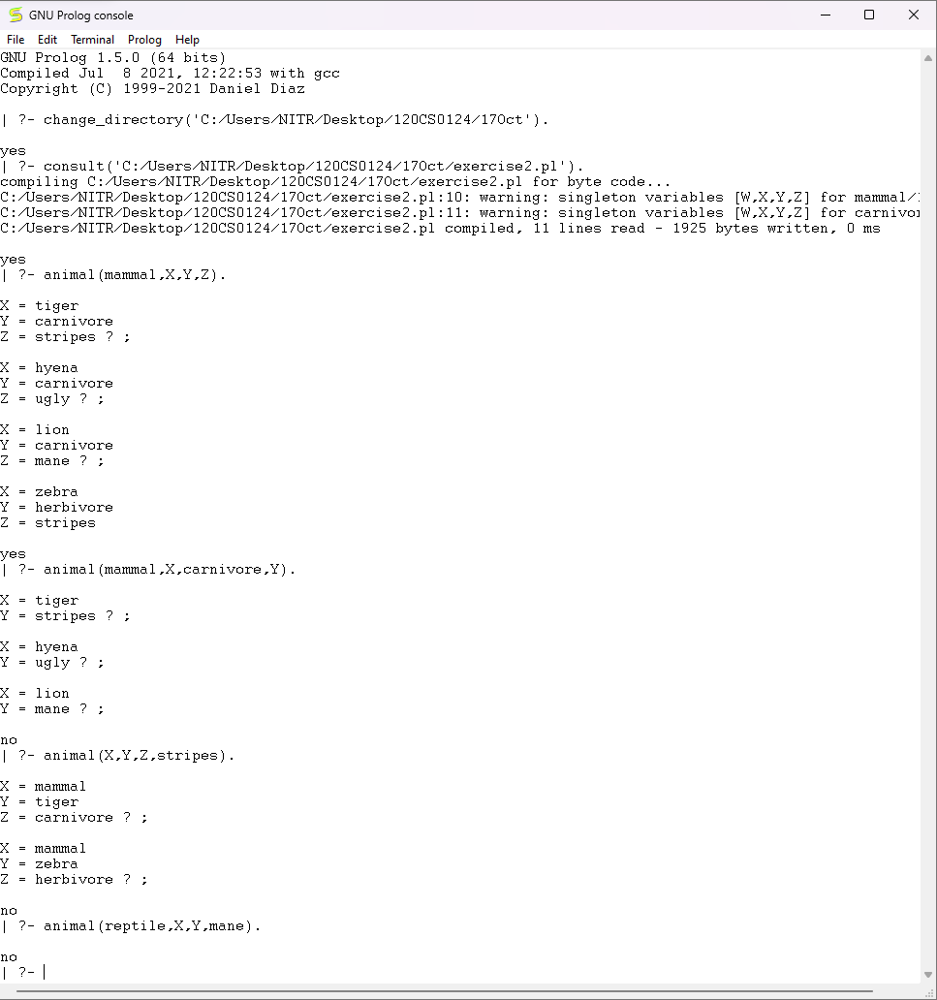 GNU Prolog console
File Edit Terminal Prolog Help
GNU Prolog 1.5.0 (64 bits)
Compiled Jul  8 2021, 12:22:53 with gcc
Copyright (C) 1999-2021 Daniel Diaz
| ?- change_directory('C:/Users/NITR/Desktop/120CS0124/17Oct').
yes
| ?- consult('C:/Users/NITR/Desktop/120CS0124/17Oct/exercise2.pl').
compiling C:/Users/NITR/Desktop/120CS0124/17Oct/exercise2.pl for byte code...
C:/Users/NITR/Desktop/120CS0124/17Oct/exercise2.pl:10: warning: singleton variables [W,X,Y,Z] for mammal/
C:/Users/NITR/Desktop/120CS0124/17Oct/exercise2.pl:11: warning: singleton variables [W,X,Y,Z] for carnivo
C:/Users/NITR/Desktop/120CS0124/17Oct/exercise2.pl compiled, 11 lines read - 1925 bytes written, 0 ms
yes
| ?- animal(mammal,X,Y,Z).
X = tiger
Y = carnivore
Z = stripes ? ;
X = hyena
Y = carnivore
Z = ugly ? ;
X = lion
Y = carnivore
Z = mane ? ;
X = zebra
Y = herbivore
Z = stripes
yes
| ?- animal(mammal,X,carnivore,Y).
X = tiger
Y = stripes ? ;
X = hyena
Y = ugly ? ;
X = lion
Y = mane ? ;
no
| ?- animal(X,Y,Z,stripes).
X = mammal
Y = tiger
Z = carnivore ? ;
X = mammal
Y = zebra
Z = herbivore ? ;
no
| ?- animal(reptile,X,Y,mane).
no
| ?-